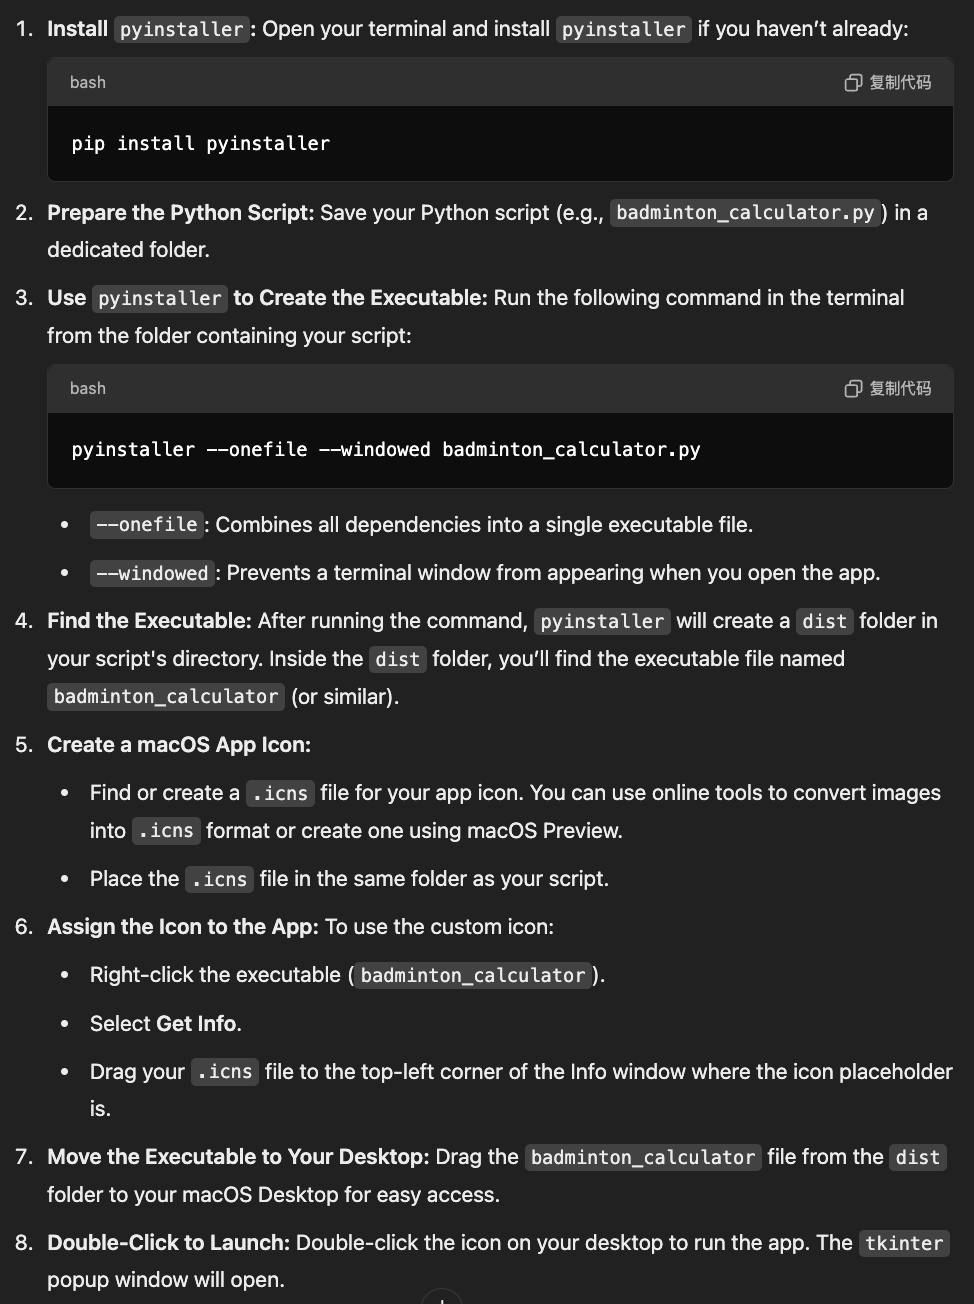 1. Install pyinstaller: Open your terminal and install pyinstaller if you haven’t already:
bash 复制代码
pip install pyinstaller
2. Prepare the Python Script: Save your Python script (e.g., badminton_calculator.py) in a
dedicated folder.
3. Use pyinstaller to Create the Executable: Run the following command in the terminal
from the folder containing your script:
bash 复制代码
pyinstaller --onefile --windowed badminton_calculator.py
• --onefile: Combines all dependencies into a single executable file.
• --windowed: Prevents a terminal window from appearing when you open the app.
4. Find the Executable: After running the command, pyinstaller will create a dist folder in
your script's directory. Inside the dist folder, you’ll find the executable file named
badminton_calculator (or similar).
5. Create a macOS App Icon:
• Find or create a .icns file for your app icon. You can use online tools to convert images
into .icns format or create one using macOS Preview.
• Place the .icns file in the same folder as your script.
6. Assign the Icon to the App: To use the custom icon:
• Right-click the executable (badminton_calculator).
• Select Get Info.
• Drag your .icns file to the top-left corner of the Info window where the icon placeholder
is.
7. Move the Executable to Your Desktop: Drag the badminton_calculator file from the dist
folder to your macOS Desktop for easy access.
8. Double-Click to Launch: Double-click the icon on your desktop to run the app. The tkinter
popup window will open.